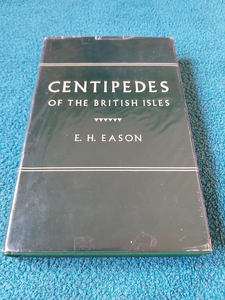 CENTIPEDES
OF THE BRITISH ISLES
E. H. EASON